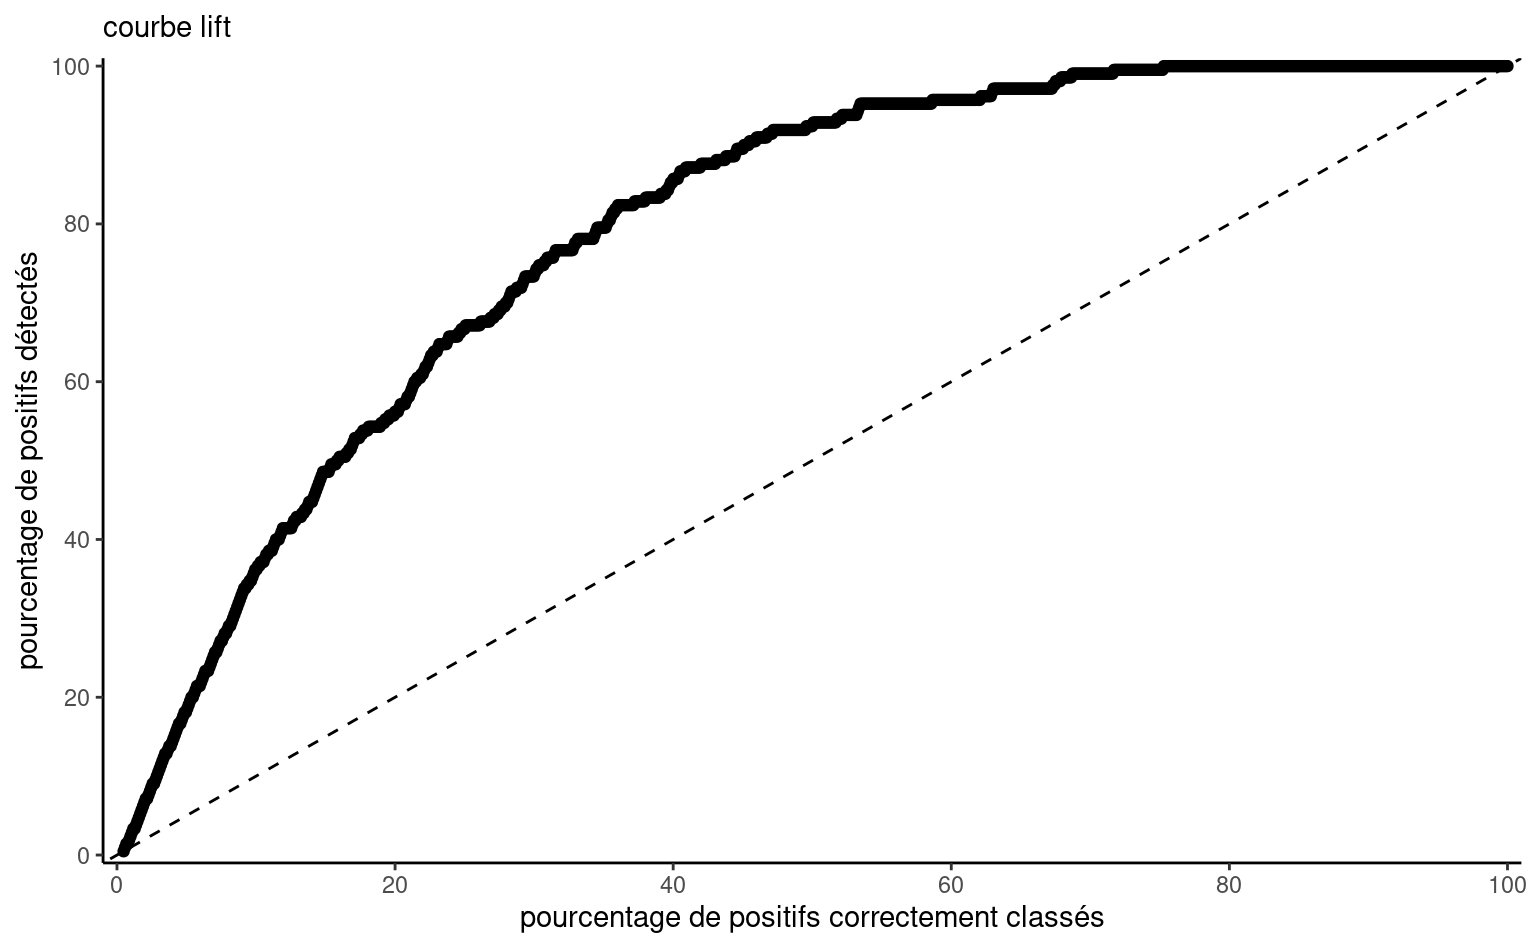 courbe lift
100
80
60
40
20
0
pourcentage de positifs détectés
0 20 40 60 80 100
pourcentage de positifs correctement classés